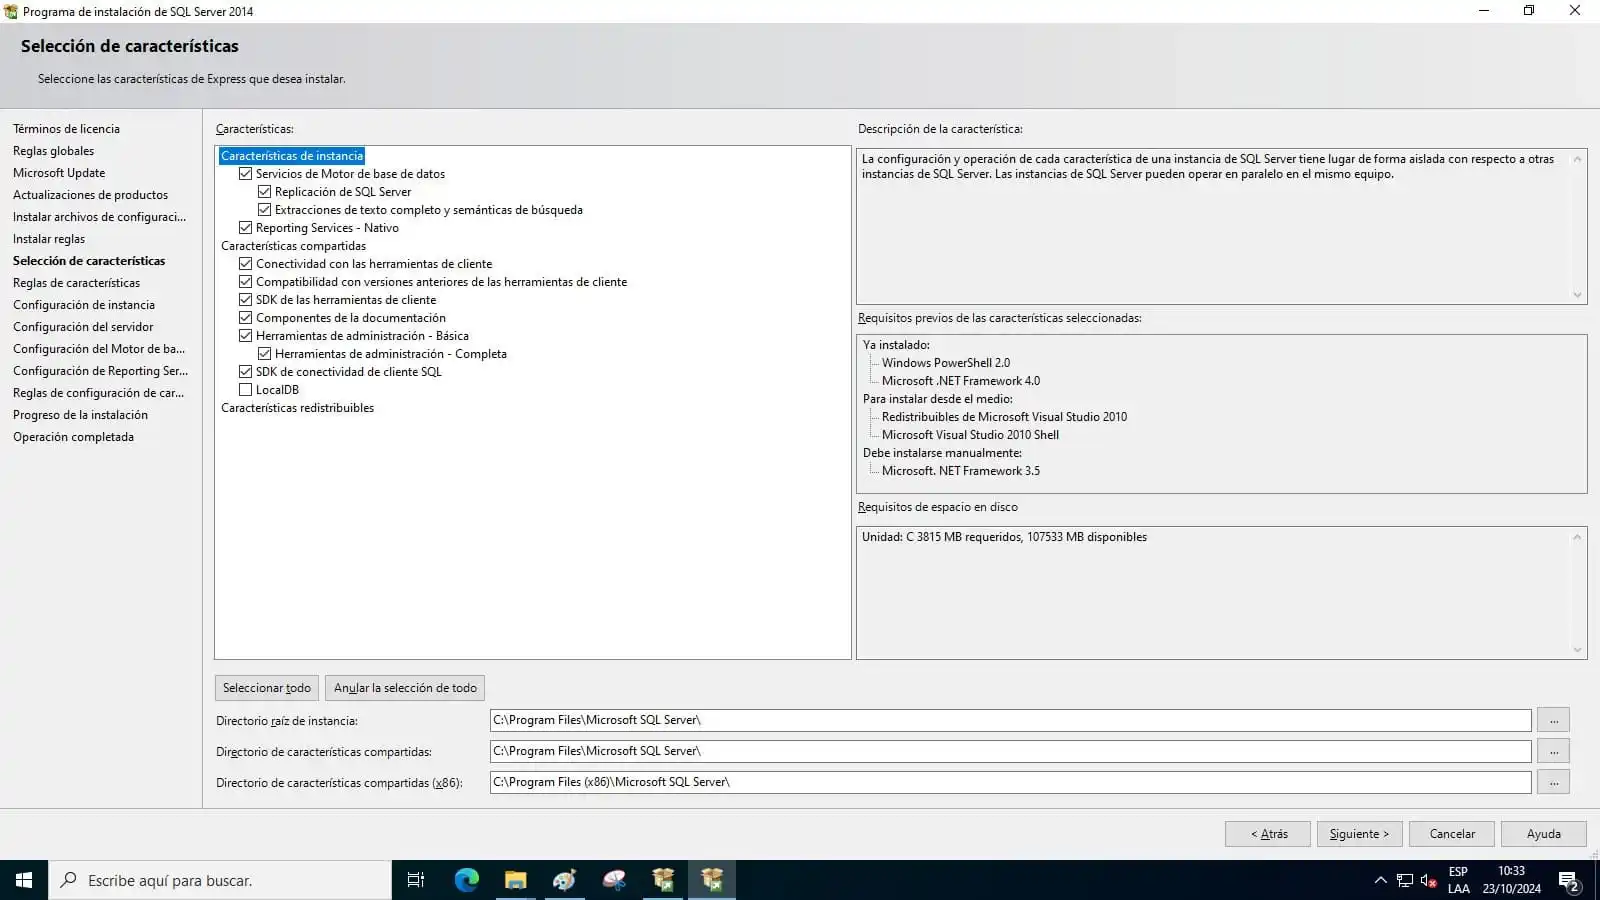 Programa de instalación de SQL Server 2014
Selección de características
Seleccione las características de Express que desea instalar.
Términos de licencia
Reglas globales
Microsoft Update
Actualizaciones de productos
Instalar archivos de configuraci...
Instalar reglas
Selección de características
Reglas de características
Configuración de instancia
Configuración del servidor
Configuración del Motor de ba...
Configuración de Reporting Ser...
Reglas de configuración de car...
Progreso de la instalación
Operación completada
Características:
Características de instancia
Servicios de Motor de base de datos
Replicación de SQL Server
Extracciones de texto completo y semánticas de búsqueda
Reporting Services - Nativo
Características compartidas
Conectividad con las herramientas de cliente
Compatibilidad con versiones anteriores de las herramientas de cliente
SDK de las herramientas de cliente
Componentes de la documentación
Herramientas de administración - Básica
Herramientas de administración - Completa
SDK de conectividad de cliente SQL
LocalDB
Características redistribuibles
Descripción de la característica:
La configuración y operación de cada característica de una instancia de SQL Server tiene lugar de forma aislada con respecto a otras
instancias de SQL Server. Las instancias de SQL Server pueden operar en paralelo en el mismo equipo.
Requisitos previos de las características seleccionadas:
Ya instalado:
Windows PowerShell 2.0
Microsoft .NET Framework 4.0
Para instalar desde el medio:
Redistribuibles de Microsoft Visual Studio 2010
Microsoft Visual Studio 2010 Shell
Debe instalarse manualmente:
Microsoft. NET Framework 3.5
Requisitos de espacio en disco
Unidad: C 3815 MB requeridos, 107533 MB disponibles
Seleccionar todo
Anular la selección de todo
Directorio raíz de instancia:
C:\Program Files\Microsoft SQL Server\
...
Directorio de características compartidas:
C:\Program Files\Microsoft SQL Server\
...
Directorio de características compartidas (x86):
C:\Program Files (x86)\Microsoft SQL Server\
...
< Atrás
Siguiente >
Cancelar
Ayuda
Escribe aquí para buscar.
ESP
LAA
10:33
23/10/2024
2